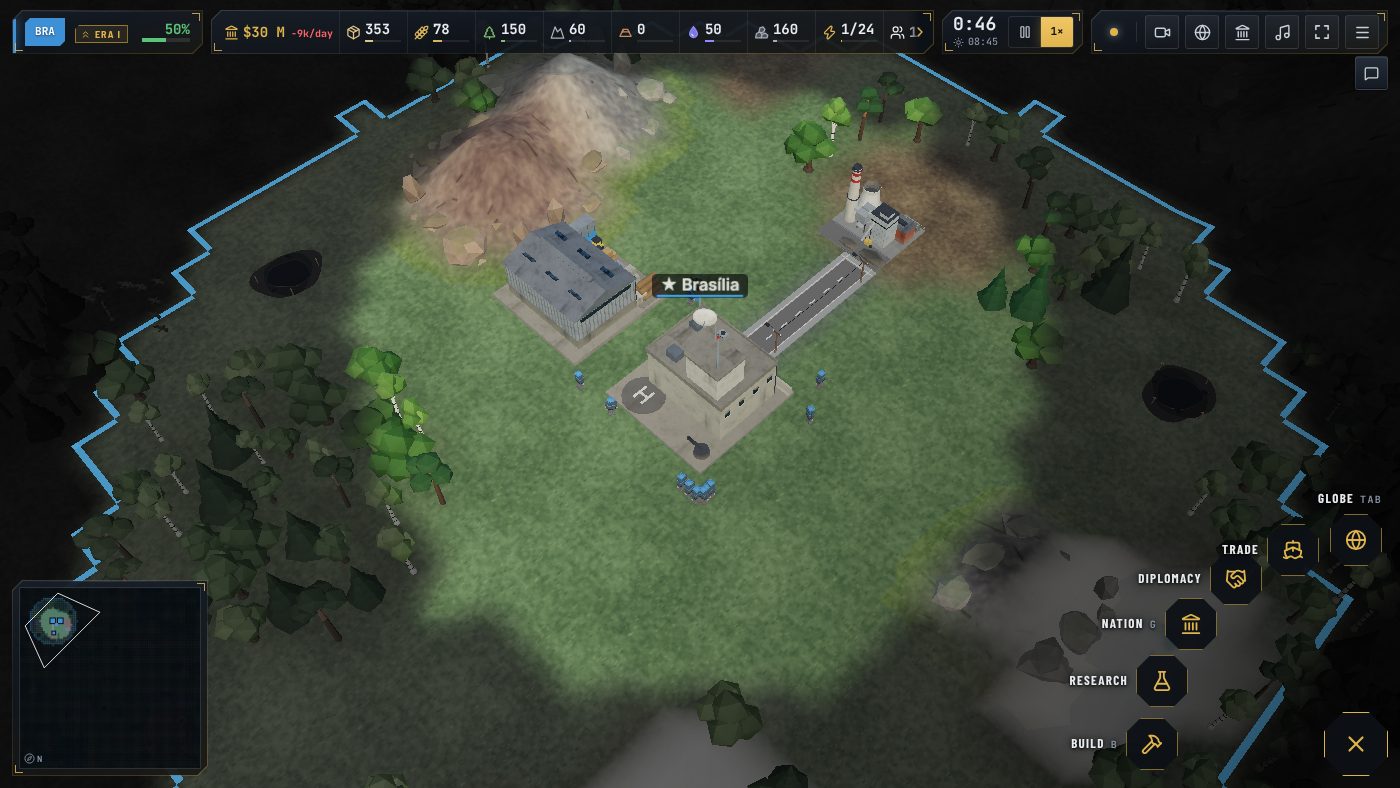 BRA
ERA I
50%
$30 M -9k/day
353
78
150
60
0
50
160
1/24
1
0:46
08:45
1×
★ Brasília
H
GLOBE TAB
TRADE
DIPLOMACY
NATION G
RESEARCH
BUILD B
N